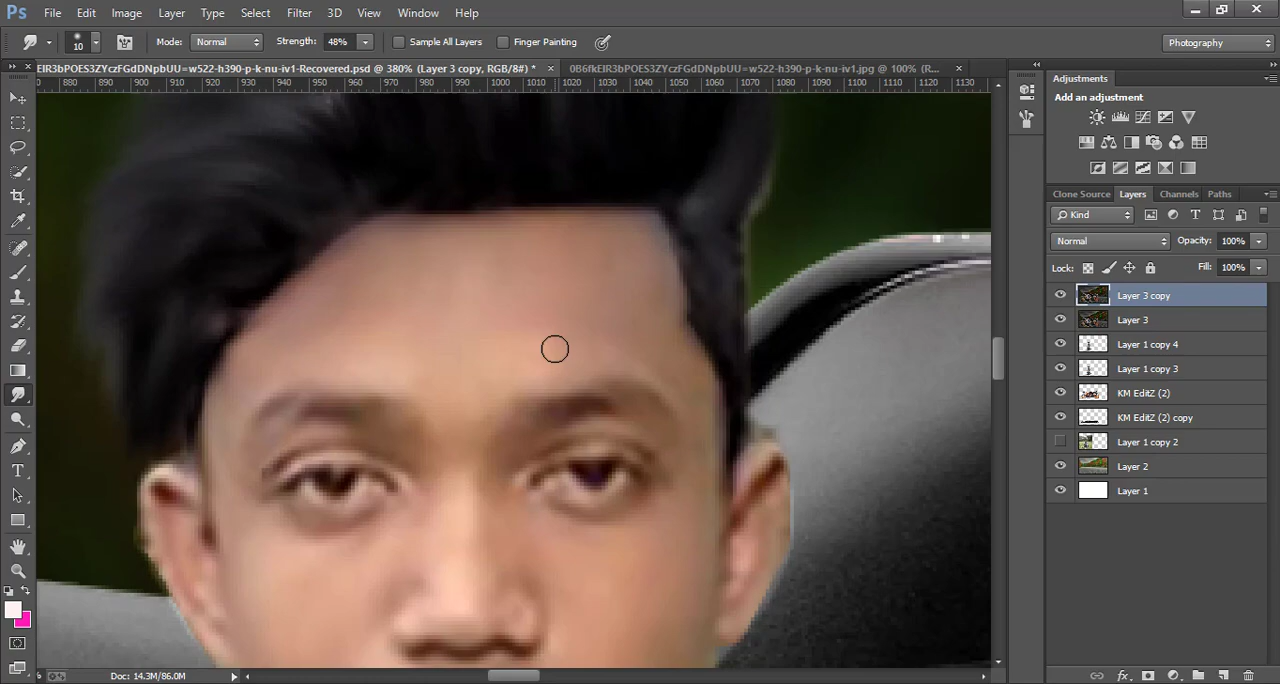 Ps File Edit Image Layer Type Select Filter 3D View Window Help
10 Mode: Normal Strength: 48% Sample All Layers Finger Painting Photography
EIR3bPOES3ZYczFGdDNpbUU=w522-h390-p-k-nu-iv1-Recovered.psd @ 380% (Layer 3 copy, RGB/8#) * 0B6fkEIR3bPOES3ZYczFGdDNpbUU=w522-h390-p-k-nu-iv1.jpg @ 100% (R...
880 890 900 910 920 930 940 950 960 970 980 990 1000 1010 1020 1030 1040 1050 1060 1070 1080 1090 1100 1110 1120 1130
Adjustments
Add an adjustment
Clone Source Layers Channels Paths
Kind
Normal Opacity: 100%
Lock: Fill: 100%
Layer 3 copy
Layer 3
Layer 1 copy 4
Layer 1 copy 3
KM EditZ (2)
KM EditZ (2) copy
Layer 1 copy 2
Layer 2
Layer 1
Doc: 14.3M/86.0M